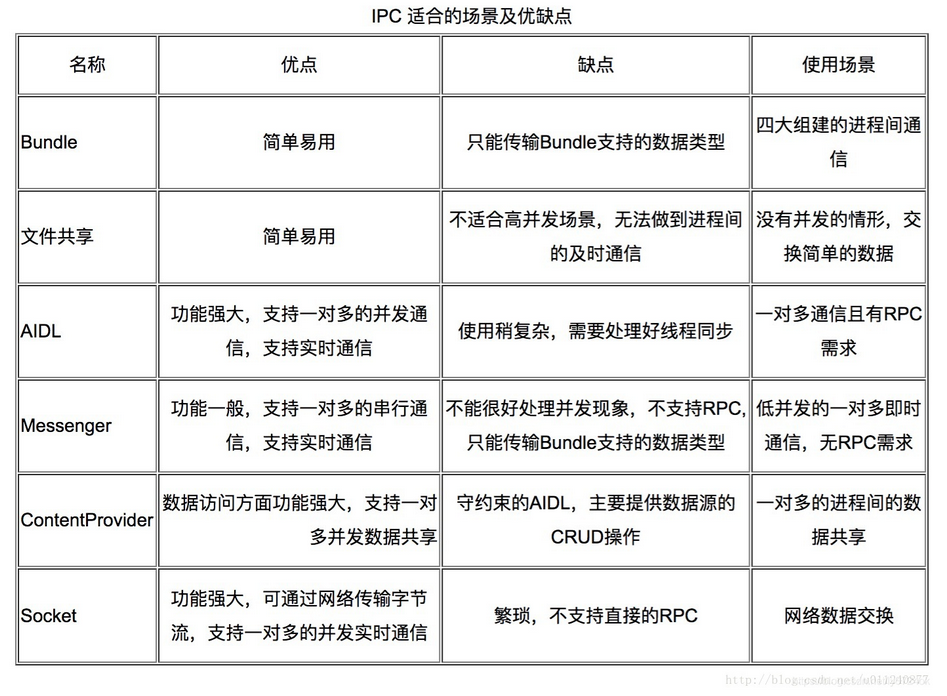 IPC 适合的场景及优缺点
名称 优点 缺点 使用场景
Bundle 简单易用 只能传输Bundle支持的数据类型 四大组建的进程间通
信
文件共享 简单易用 不适合高并发场景，无法做到进程间
的及时通信 没有并发的情形，交
换简单的数据
AIDL 功能强大，支持一对多的并发通
信，支持实时通信 使用稍复杂，需要处理好线程同步 一对多通信且有RPC
需求
Messenger 功能一般，支持一对多的串行通
信，支持实时通信 不能很好处理并发现象，不支持RPC，
只能传输Bundle支持的数据类型 低并发的一对多即时
通信，无RPC需求
ContentProvider 数据访问方面功能强大，支持一对
多并发数据共享 守约束的AIDL，主要提供数据源的
CRUD操作 一对多的进程间的数
据共享
Socket 功能强大，可通过网络传输字节
流，支持一对多的并发实时通信 繁琐，不支持直接的RPC 网络数据交换